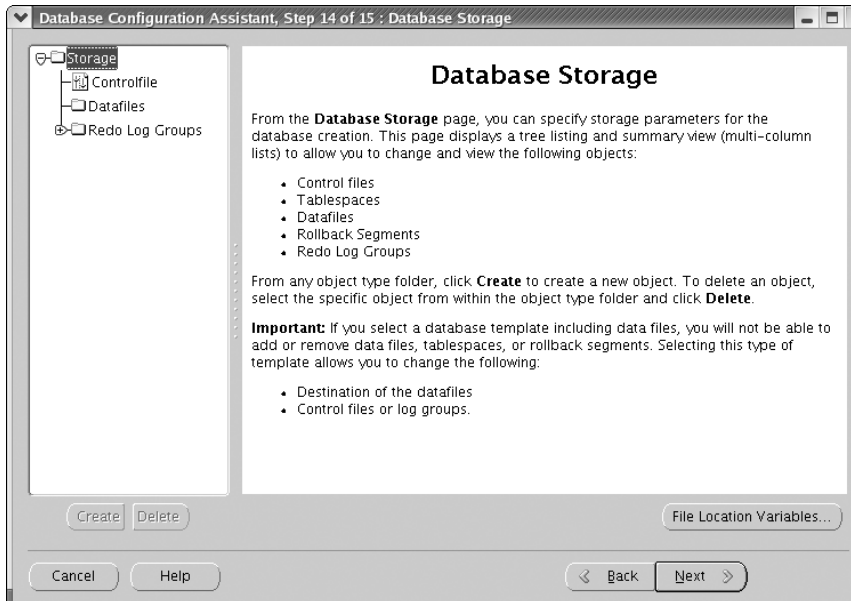 Database Configuration Assistant, Step 14 of 15 : Database Storage
Storage
Controlfile
Datafiles
Redo Log Groups
Database Storage
From the Database Storage page, you can specify storage parameters for the
database creation. This page displays a tree listing and summary view (multi-column
lists) to allow you to change and view the following objects:
• Control files
• Tablespaces
• Datafiles
• Rollback Segments
• Redo Log Groups
From any object type folder, click Create to create a new object. To delete an object,
select the specific object from within the object type folder and click Delete.
Important: If you select a database template including data files, you will not be able to
add or remove data files, tablespaces, or rollback segments. Selecting this type of
template allows you to change the following:
• Destination of the datafiles
• Control files or log groups.
Create Delete
File Location Variables...
Cancel Help Back Next